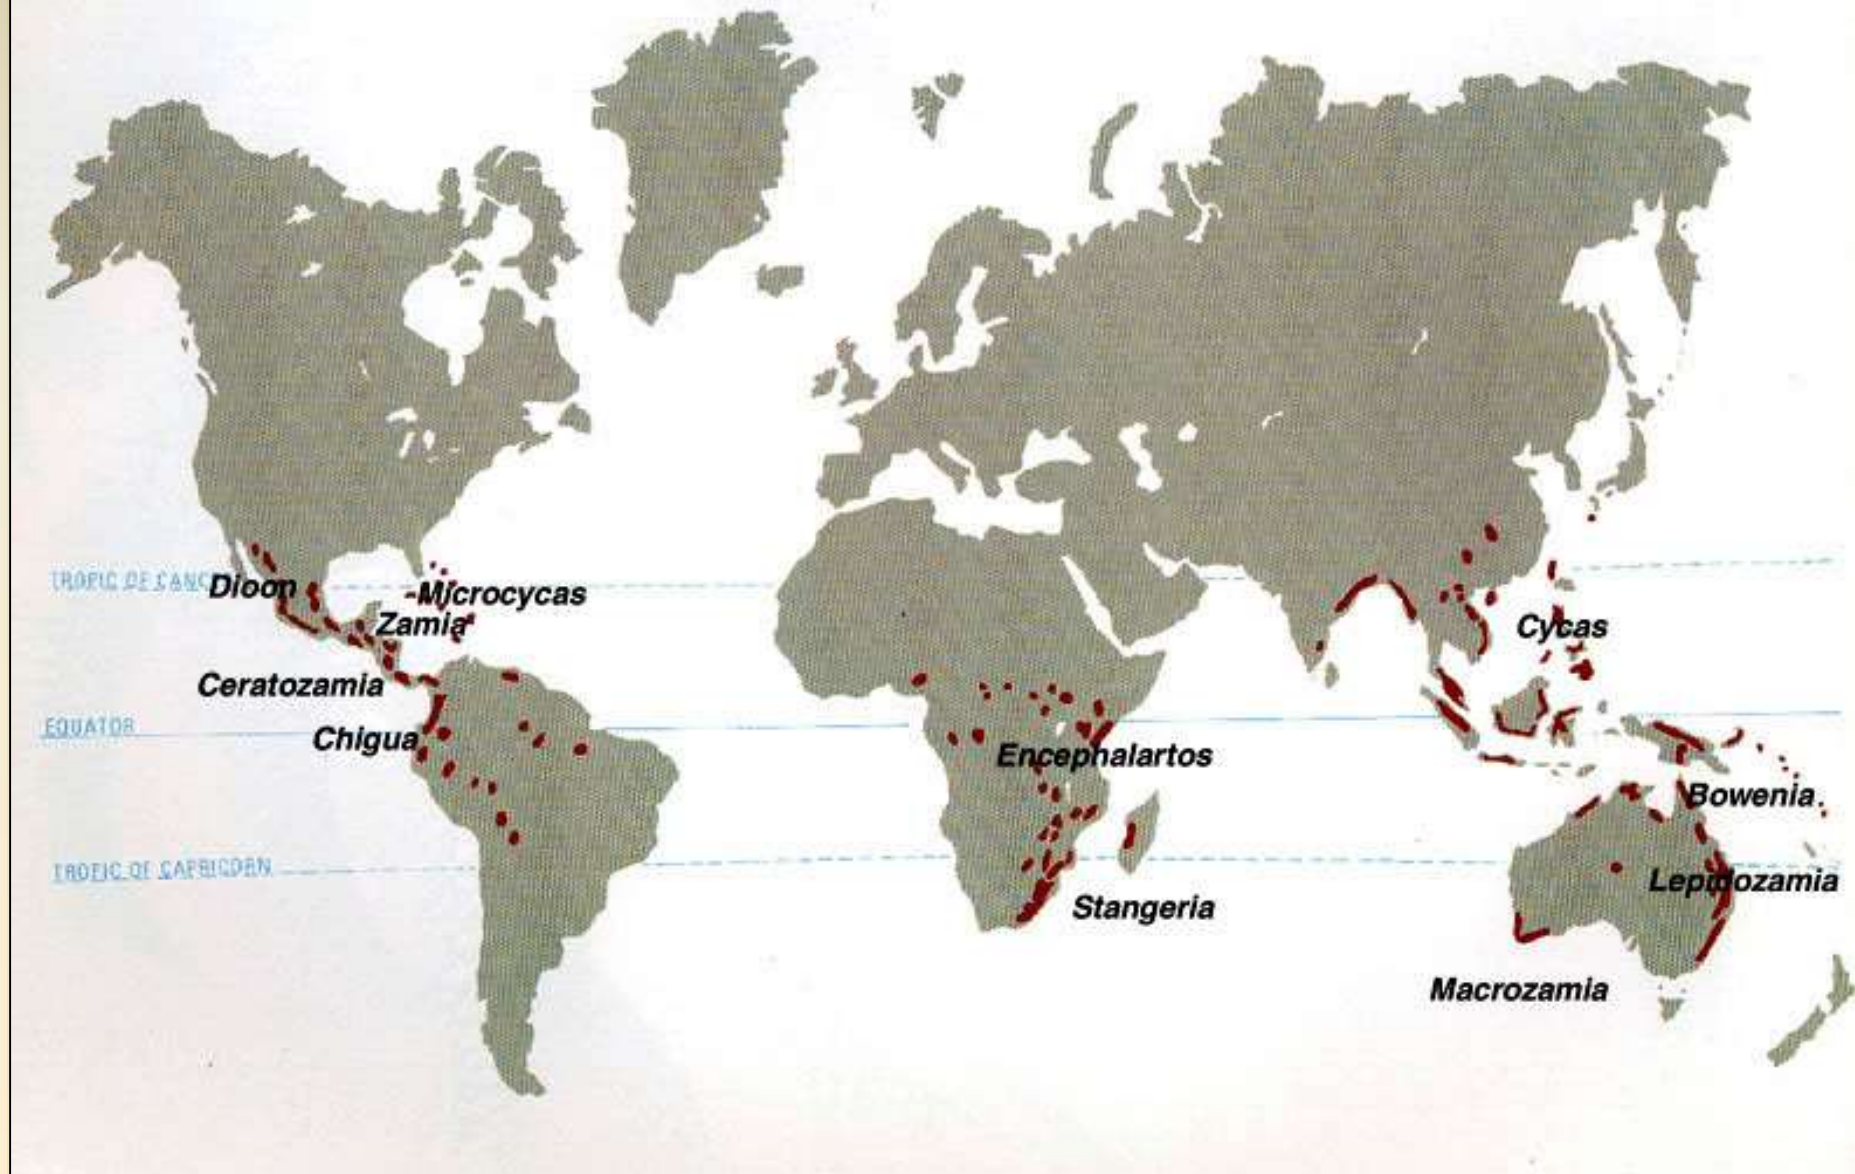 TROPIC OF CANC
Dioon
Microcycas
Zamia
Cycas
Ceratozamia
EQUATOR
Chigua
Encephalartos
Bowenia
TROPIC OF CAPRICORN
Lepidozamia
Stangeria
Macrozamia